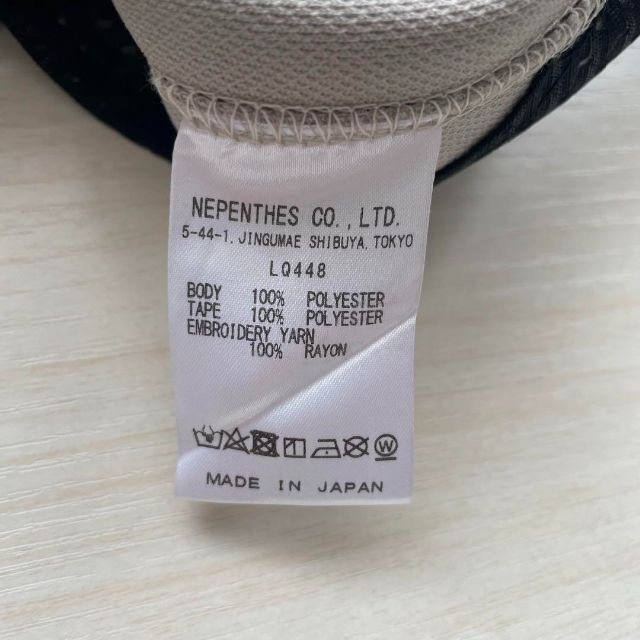 NEPENTHES CO., LTD.
5-44-1. JINGUMAE SHIBUYA. TOKYO
LQ448
BODY 100% POLYESTER
TAPE 100% POLYESTER
EMBROIDERY YARN
100% RAYON
W
MADE IN JAPAN